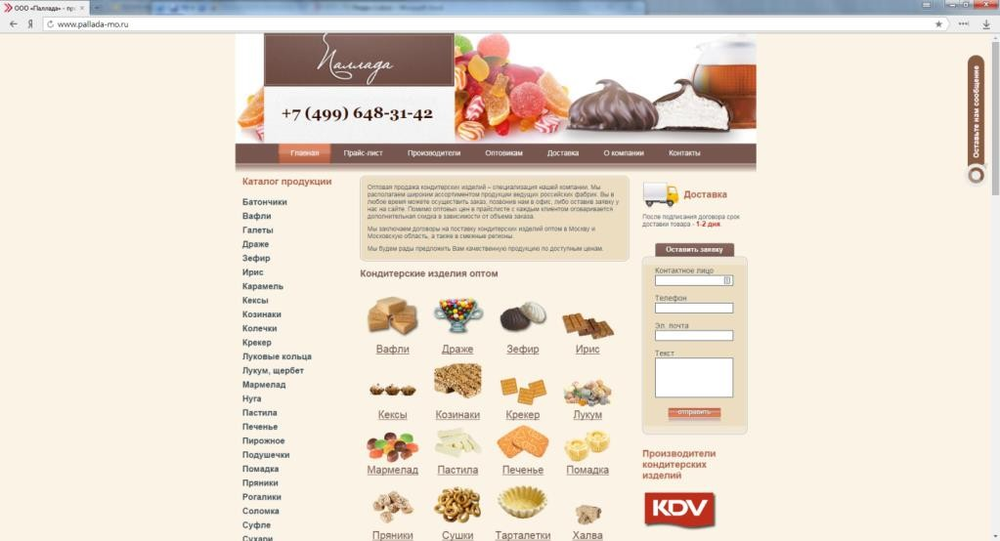 ООО «Паллада» - пр
www.pallada-mo.ru
Паллада
+7 (499) 648-31-42
Оставьте нам сообщение
Главная
Прайс-лист
Производители
Оптовикам
Доставка
О компании
Контакты
Каталог продукции
Батончики
Вафли
Галеты
Драже
Зефир
Ирис
Карамель
Кексы
Козинаки
Колечки
Крекер
Луковые кольца
Лукум, щербет
Мармелад
Нуга
Пастила
Печенье
Пирожное
Подушечки
Помадка
Пряники
Рогалики
Соломка
Суфле
Сухари
Оптовая продажа кондитерских изделий – специализация нашей компании. Мы
располагаем широким ассортиментом продукции ведущих российских фабрик. Вы в
любое время можете осуществить заказ, позвонив нам в офис, либо оставив заявку у
нас на сайте. Помимо оптовых цен в прайслисте с каждым клиентом оговаривается
дополнительная скидка в зависимости от объема заказа.
Мы заключаем договоры на поставку кондитерских изделий оптом в Москву и
Московскую область, а также в смежные регионы.
Мы будем рады предложить Вам качественную продукцию по доступным ценам.
Кондитерские изделия оптом
Вафли
Драже
Зефир
Ирис
Кексы
Козинаки
Крекер
Лукум
Мармелад
Пастила
Печенье
Помадка
Пряники
Сушки
Тарталетки
Халва
Доставка
После подписания договора срок
доставки товара - 1-2 дня.
Оставить заявку
Контактное лицо
Телефон
Эл. почта
Текст
отправить
Производители
кондитерских
изделий
KDV